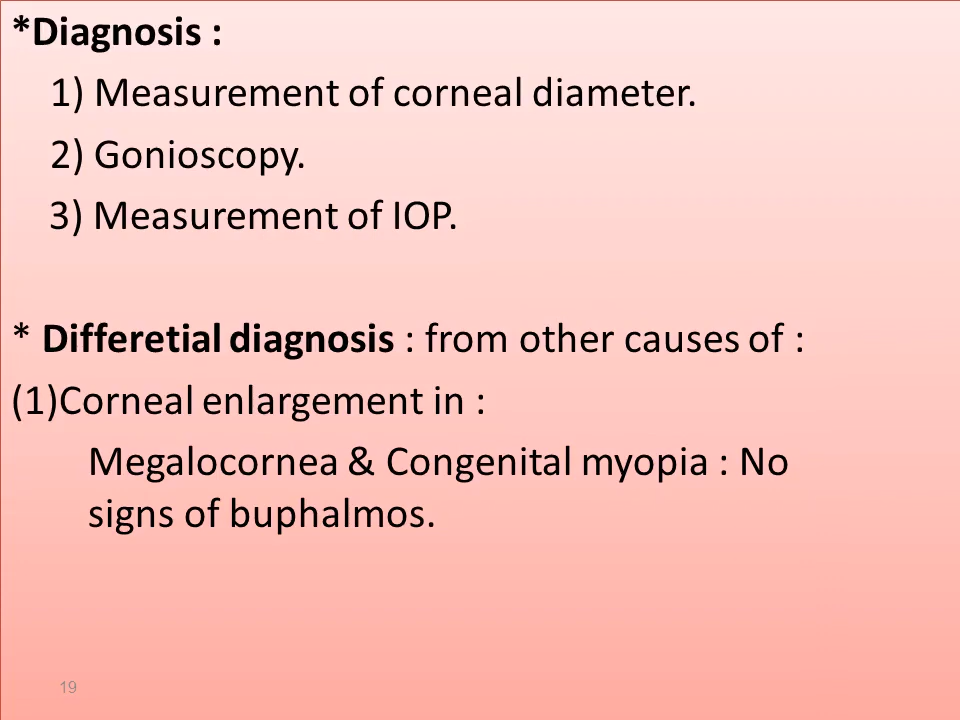 *Diagnosis :
1) Measurement of corneal diameter.
2) Gonioscopy.
3) Measurement of IOP.
* Differetial diagnosis : from other causes of :
(1)Corneal enlargement in :
Megalocornea & Congenital myopia : No
signs of buphalmos.
19